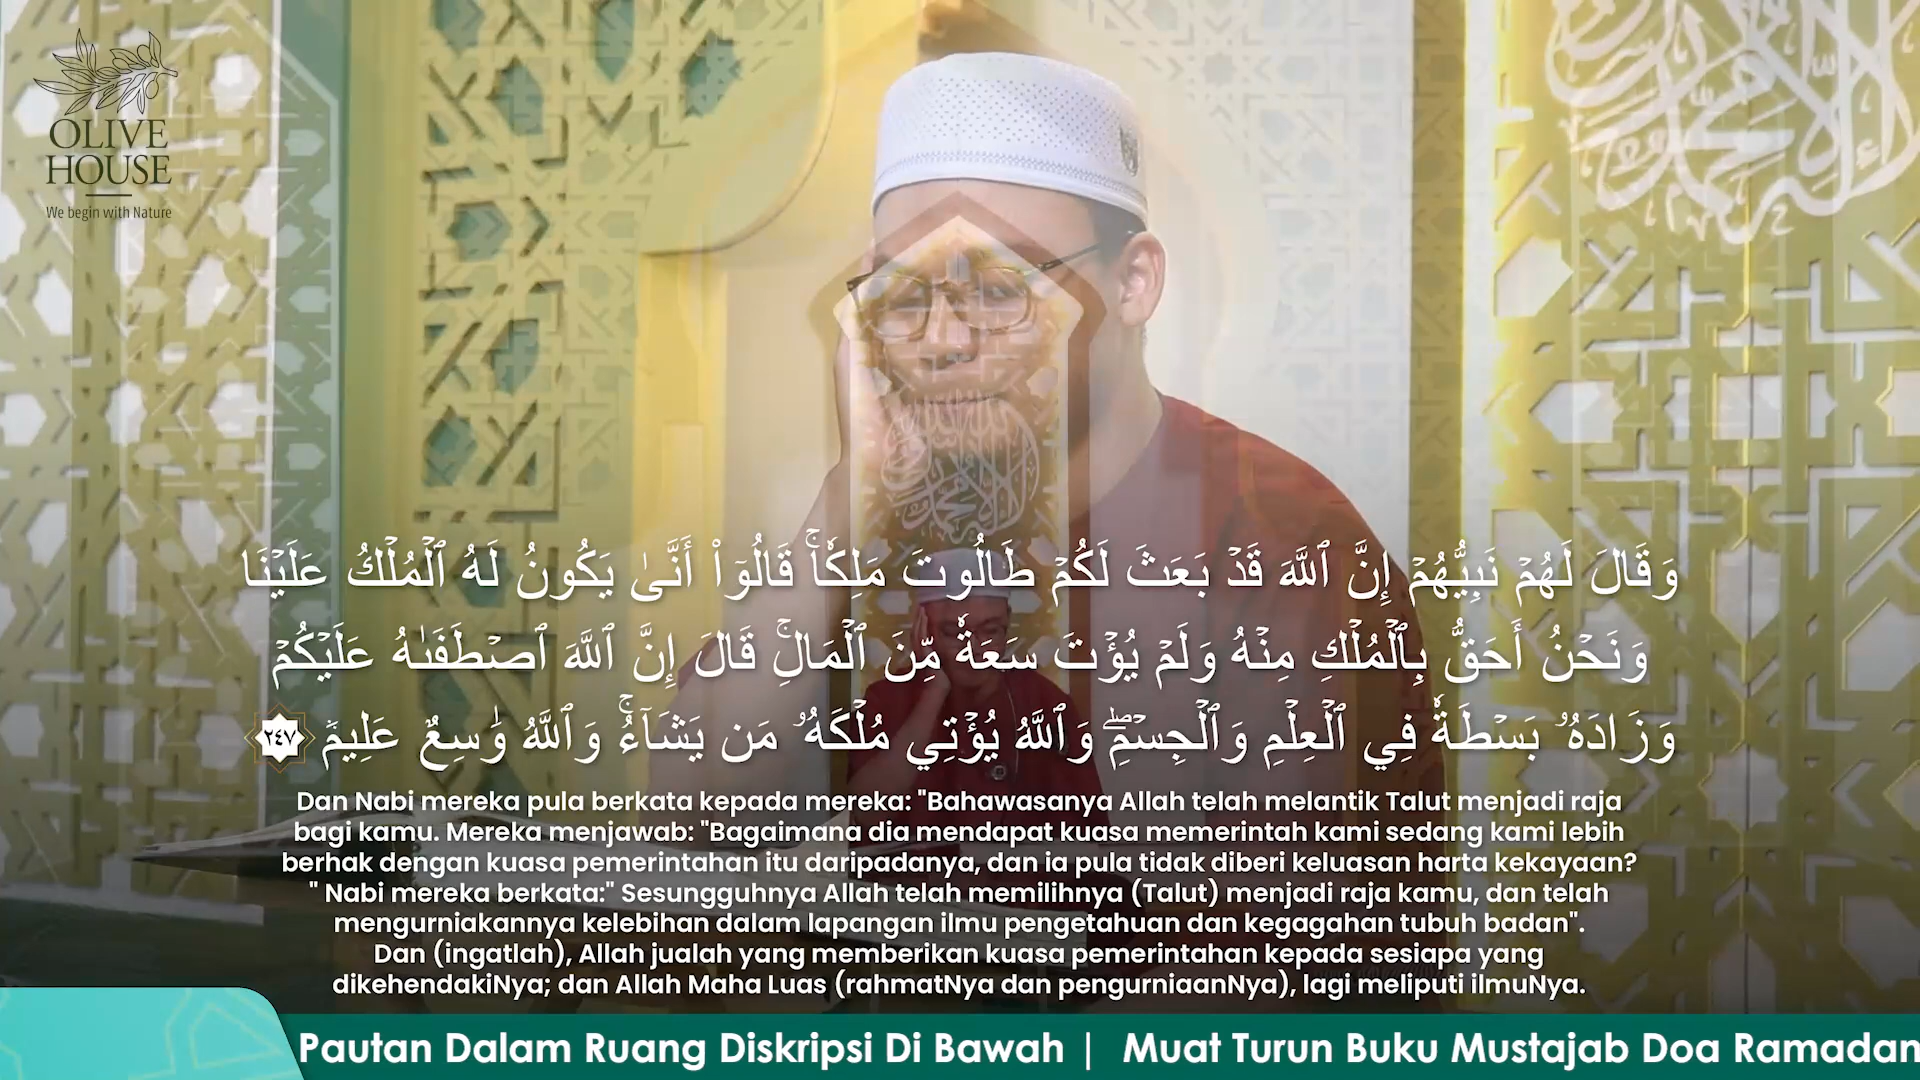 OLIVE
HOUSE
We begin with Nature
وَقَالَ لَهُمْ نَبِيُّهُمْ إِنَّ ٱللَّهَ قَدْ بَعَثَ لَكُمْ طَالُوتَ مَلِكًاۚ قَالُوٓا۟ أَنَّىٰ يَكُونُ لَهُ ٱلْمُلْكُ عَلَيْنَا
وَنَحْنُ أَحَقُّ بِٱلْمُلْكِ مِنْهُ وَلَمْ يُؤْتَ سَعَةً مِّنَ ٱلْمَالِۚ قَالَ إِنَّ ٱللَّهَ ٱصْطَفَىٰهُ عَلَيْكُمْ
وَزَادَهُۥ بَسْطَةً فِي ٱلْعِلْمِ وَٱلْجِسْمِۖ وَٱللَّهُ يُؤْتِي مُلْكَهُۥ مَن يَشَآءُۚ وَٱللَّهُ وَٰسِعٌ عَلِيمٌ ٢٤٧
Dan Nabi mereka pula berkata kepada mereka: "Bahawasanya Allah telah melantik Talut menjadi raja
bagi kamu. Mereka menjawab: "Bagaimana dia mendapat kuasa memerintah kami sedang kami lebih
berhak dengan kuasa pemerintahan itu daripadanya, dan ia pula tidak diberi keluasan harta kekayaan?
" Nabi mereka berkata:" Sesungguhnya Allah telah memilihnya (Talut) menjadi raja kamu, dan telah
mengurniakannya kelebihan dalam lapangan ilmu pengetahuan dan kegagahan tubuh badan".
Dan (ingatlah), Allah jualah yang memberikan kuasa pemerintahan kepada sesiapa yang
dikehendakiNya; dan Allah Maha Luas (rahmatNya dan pengurniaanNya), lagi meliputi ilmuNya.
Pautan Dalam Ruang Diskripsi Di Bawah | Muat Turun Buku Mustajab Doa Ramadan